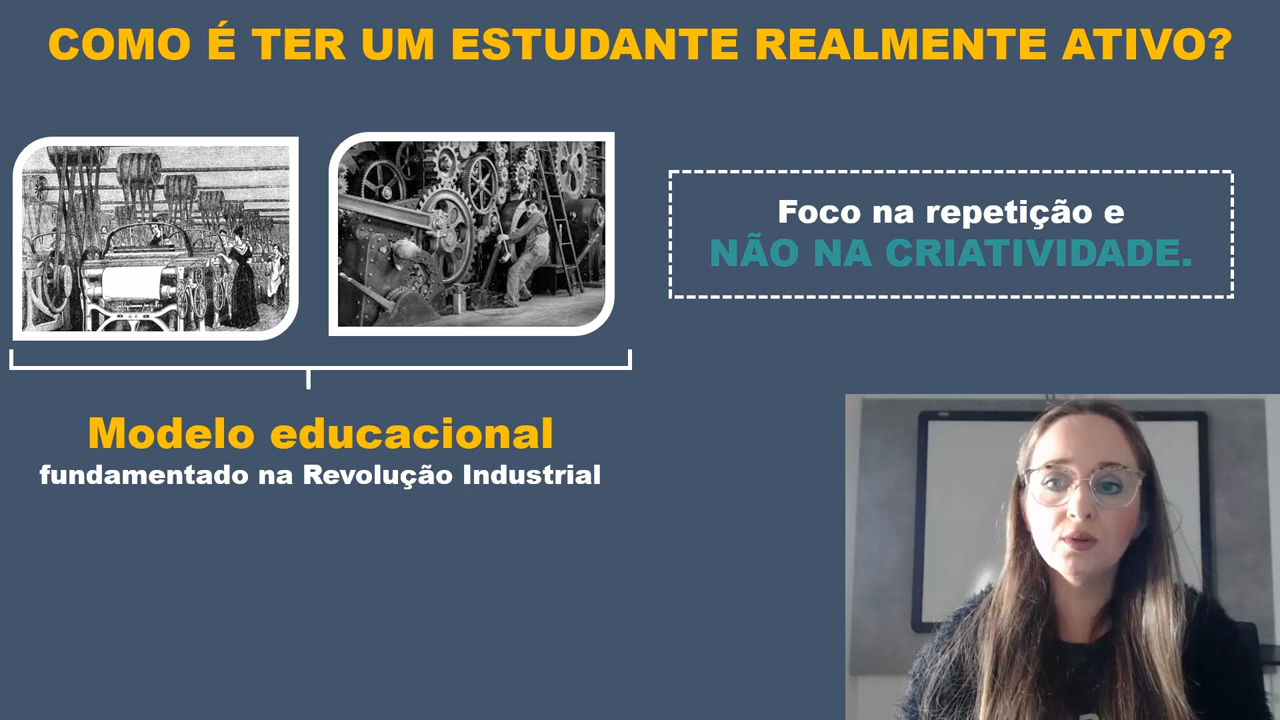 COMO É TER UM ESTUDANTE REALMENTE ATIVO?
Foco na repetição e
NÃO NA CRIATIVIDADE.
Modelo educacional
fundamentado na Revolução Industrial